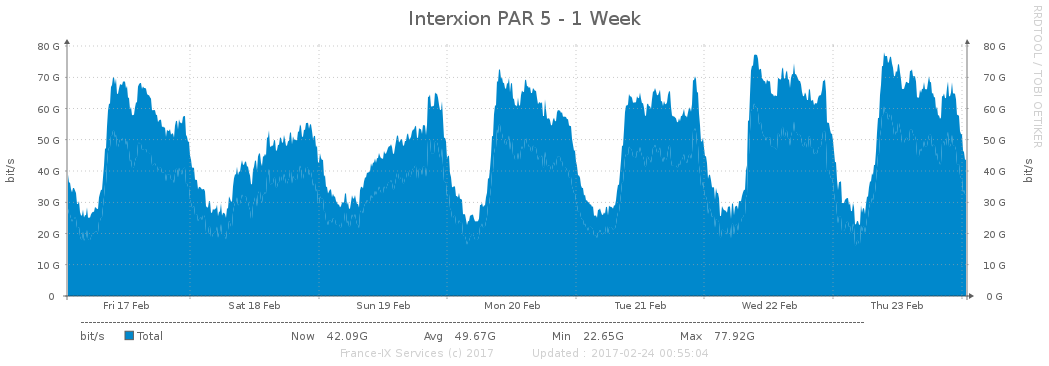 Interxion PAR 5 - 1 Week
RRDTOOL / TOBI OETIKER
80 G 80 G
70 G 70 G
60 G 60 G
50 G 50 G
40 G 40 G
30 G 30 G
20 G 20 G
10 G 10 G
0 0 G
bit/s
bit/s
Fri 17 Feb Sat 18 Feb Sun 19 Feb Mon 20 Feb Tue 21 Feb Wed 22 Feb Thu 23 Feb
bit/s Total Now 42.09G Avg 49.67G Min 22.65G Max 77.92G
France-IX Services (c) 2017 Updated : 2017-02-24 00:55:04